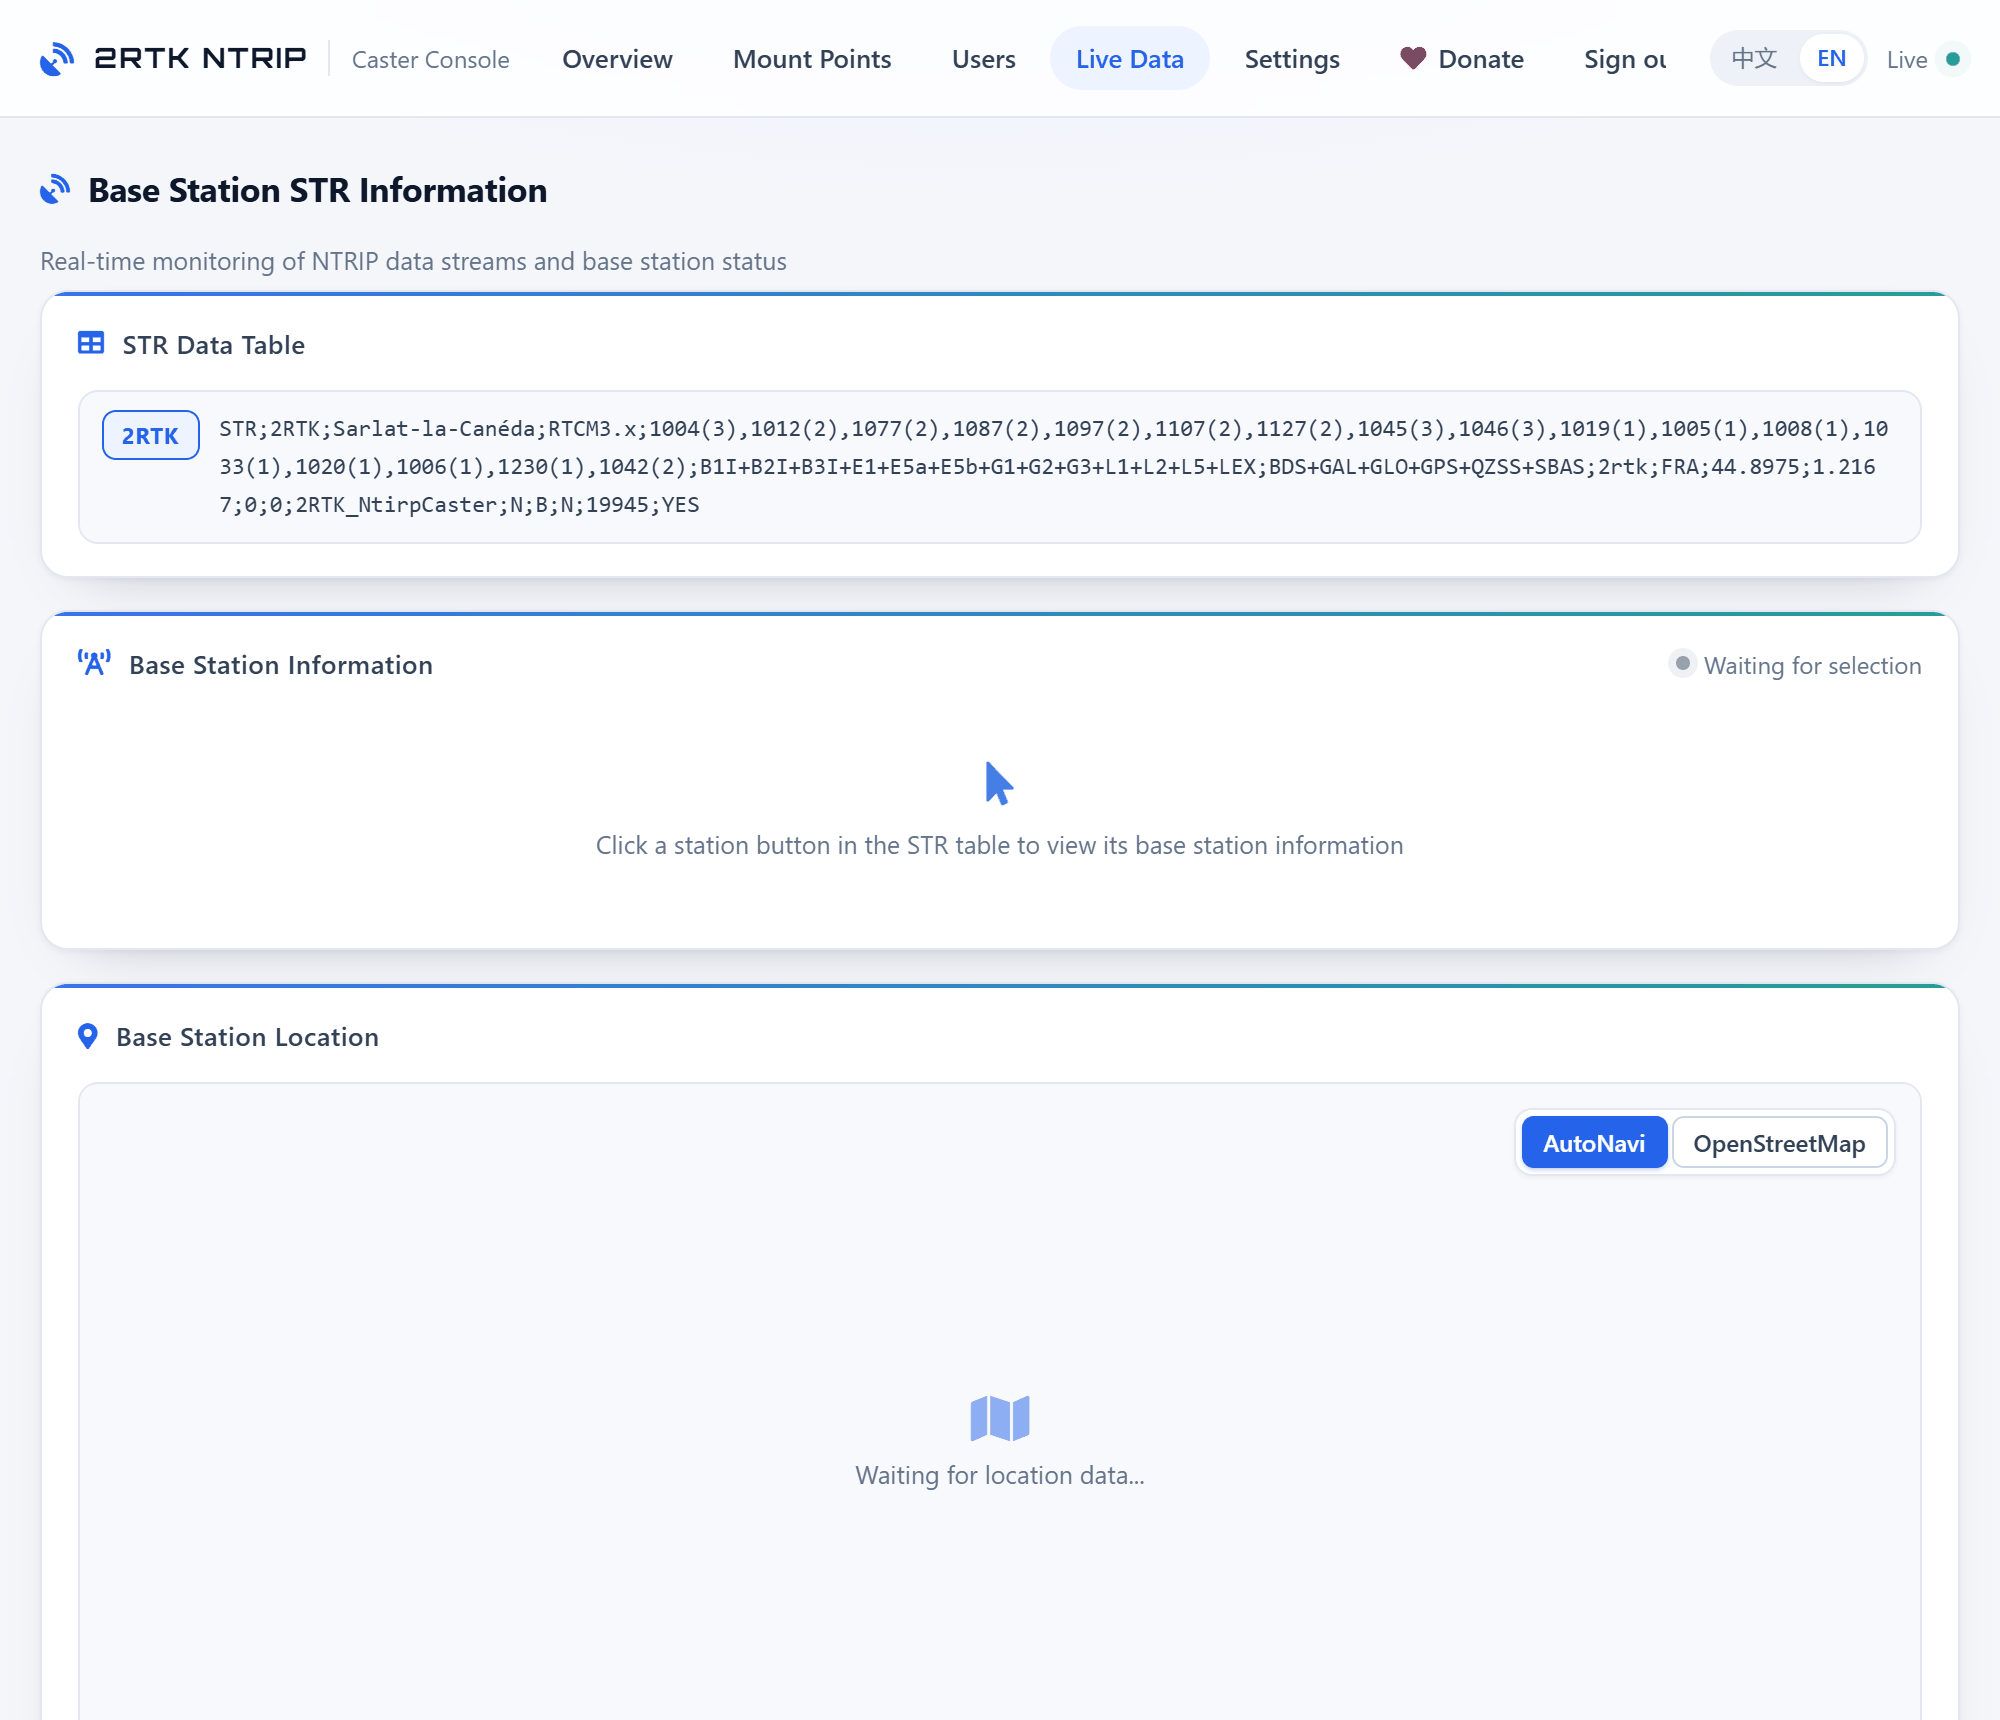 2RTK NTRIP
Caster Console
Overview
Mount Points
Users
Live Data
Settings
Donate
Sign ou
中文
EN
Live
Base Station STR Information
Real-time monitoring of NTRIP data streams and base station status
STR Data Table
2RTK
STR;2RTK;Sarlat-la-Canéda;RTCM3.x;1004(3),1012(2),1077(2),1087(2),1097(2),1107(2),1127(2),1045(3),1046(3),1019(1),1005(1),1008(1),10
33(1),1020(1),1006(1),1230(1),1042(2);B1I+B2I+B3I+E1+E5a+E5b+G1+G2+G3+L1+L2+L5+LEX;BDS+GAL+GLO+GPS+QZSS+SBAS;2rtk;FRA;44.8975;1.216
7;0;0;2RTK_NtirpCaster;N;B;N;19945;YES
Base Station Information
Waiting for selection
Click a station button in the STR table to view its base station information
Base Station Location
AutoNavi
OpenStreetMap
Waiting for location data...